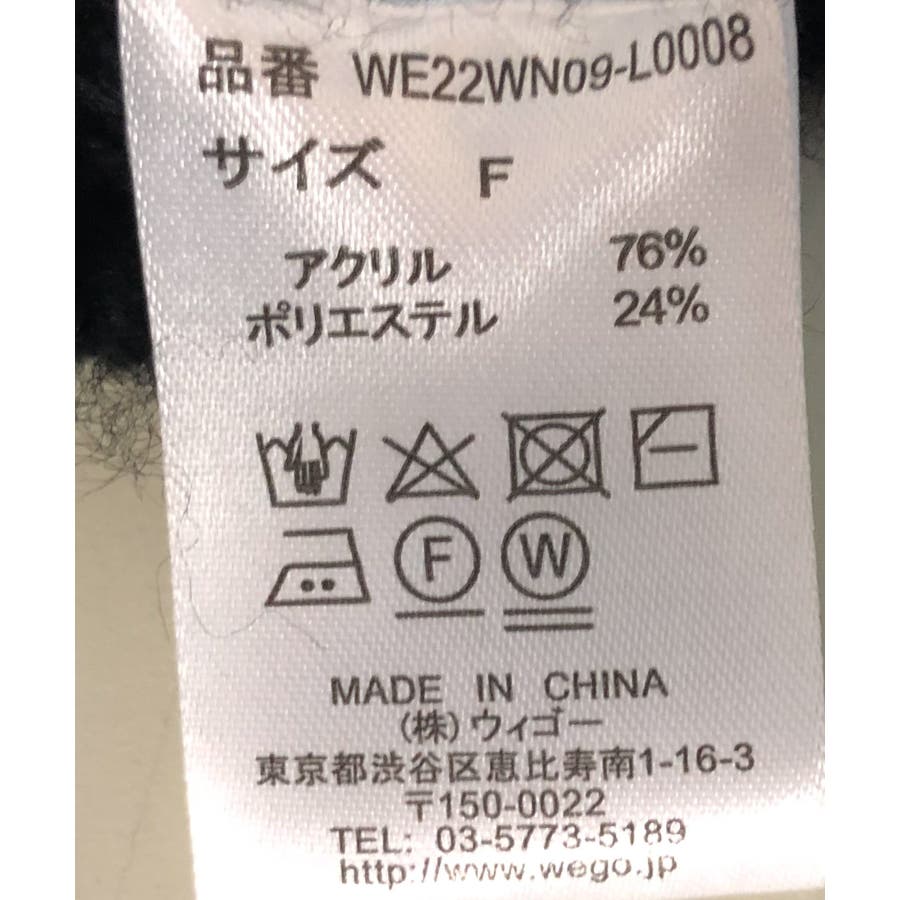 品番 WE22WN09-L0008
サイズ F
アクリル 76%
ポリエステル 24%
F W
MADE IN CHINA
(株)ウィゴー
東京都渋谷区恵比寿南1-16-3
〒150-0022
TEL: 03-5773-5189
http://www.wego.jp